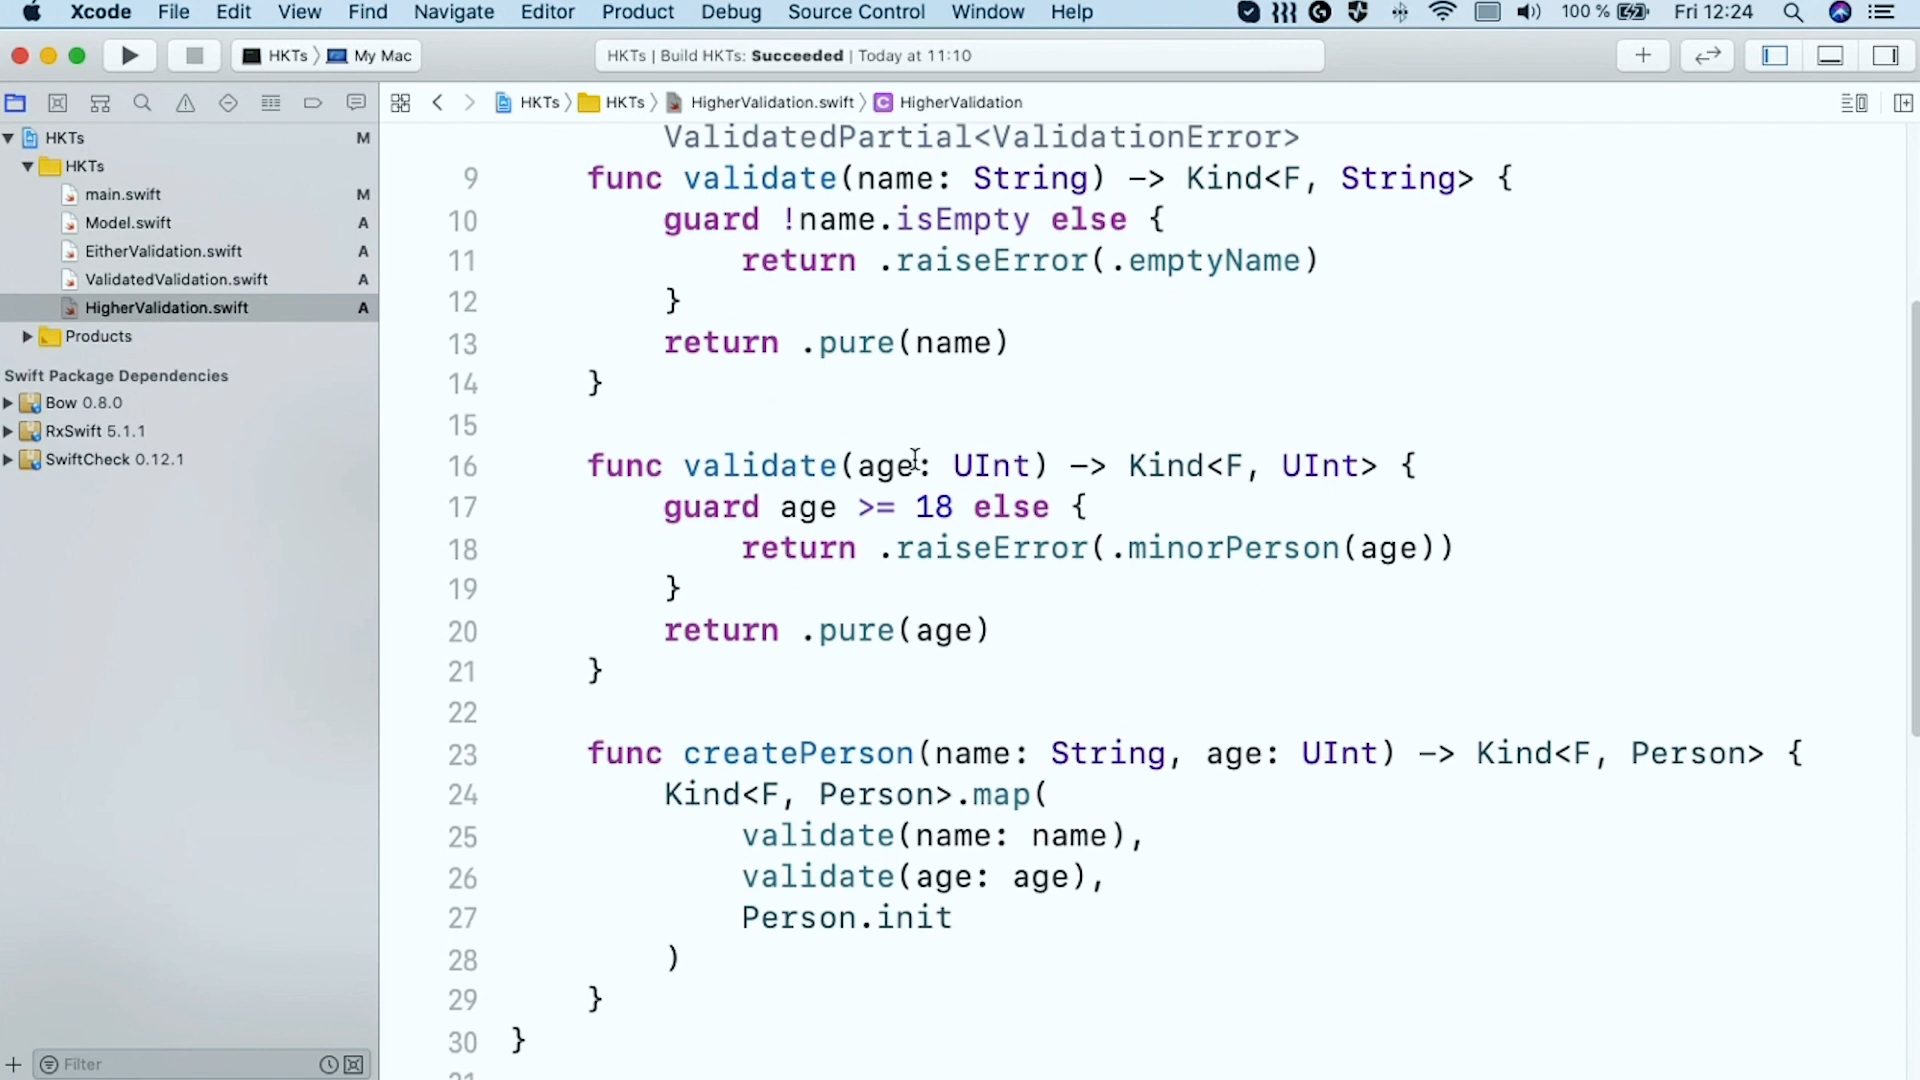 Xcode File Edit View Find Navigate Editor Product Debug Source Control Window Help 100 % Fri 12:24
HKTs My Mac HKTs | Build HKTs: Succeeded | Today at 11:10
HKTs HKTs HigherValidation.swift C HigherValidation
HKTs M
HKTs
main.swift M
Model.swift A
EitherValidation.swift A
ValidatedValidation.swift A
HigherValidation.swift A
Products
Swift Package Dependencies
Bow 0.8.0
RxSwift 5.1.1
SwiftCheck 0.12.1
Filter
ValidatedPartial<ValidationError>
9 func validate(name: String) -> Kind<F, String> {
10 guard !name.isEmpty else {
11 return .raiseError(.emptyName)
12 }
13 return .pure(name)
14 }
15
16 func validate(age: UInt) -> Kind<F, UInt> {
17 guard age >= 18 else {
18 return .raiseError(.minorPerson(age))
19 }
20 return .pure(age)
21 }
22
23 func createPerson(name: String, age: UInt) -> Kind<F, Person> {
24 Kind<F, Person>.map(
25 validate(name: name),
26 validate(age: age),
27 Person.init
28 )
29 }
30 }